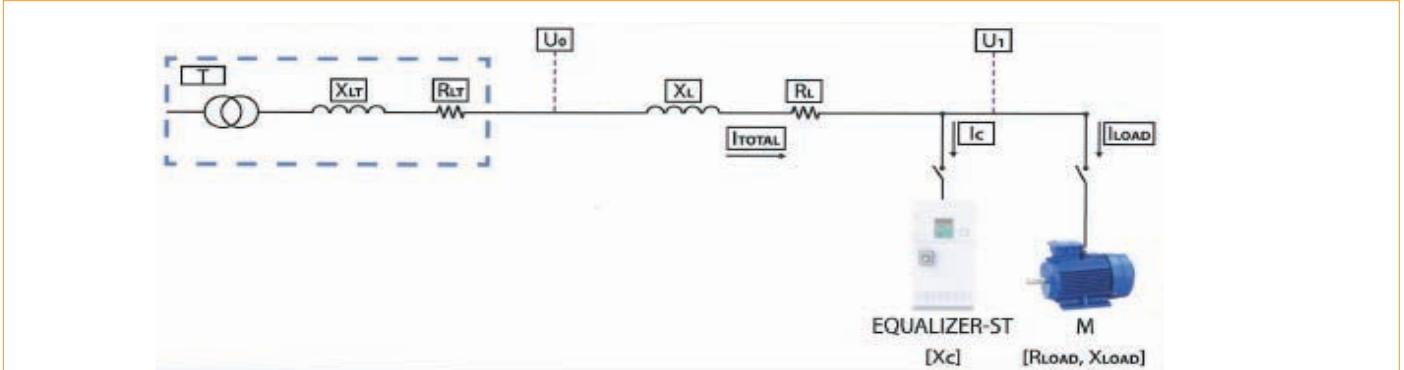 U₀
U₁
T
XLT
RLT
XL
RL
ITOTAL
IC
ILOAD
EQUALIZER-ST
M
[XC]
[RLOAD, XLOAD]